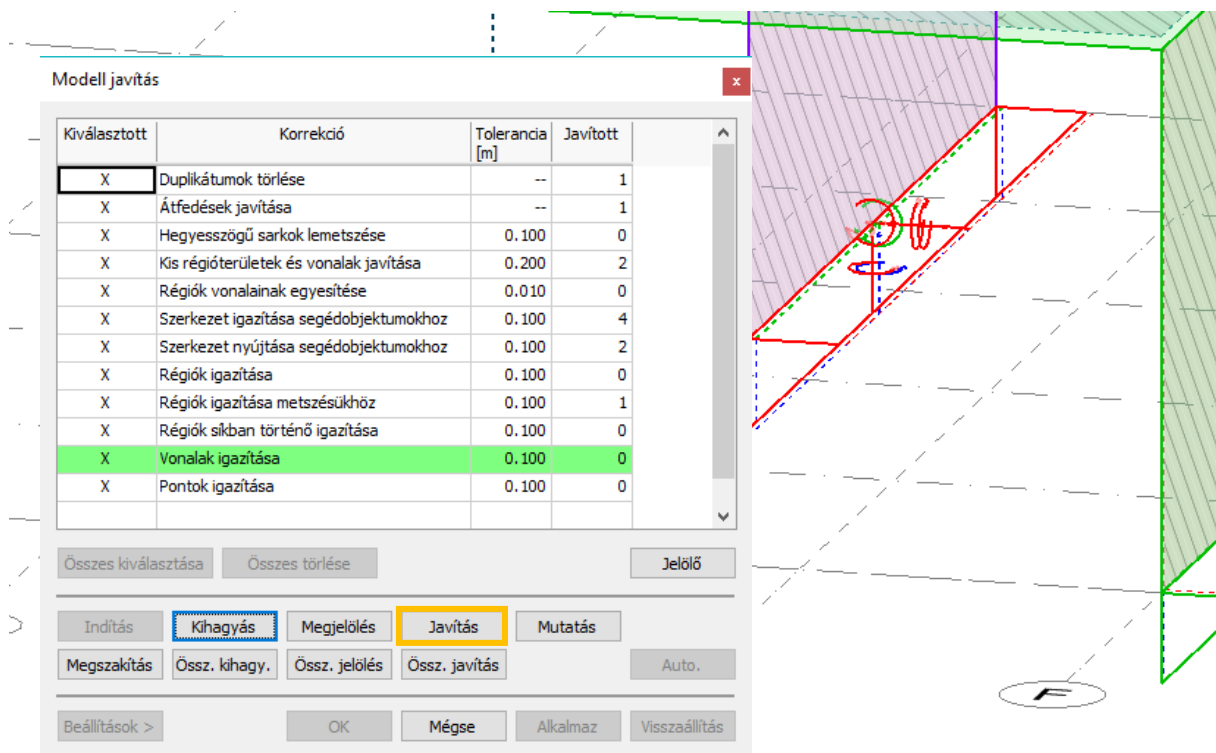 Modell javítás
x
Kiválasztott Korrekció Tolerancia [m] Javított
X Duplikátumok törlése -- 1
X Átfedések javítása -- 1
X Hegyesszögű sarkok lemetszése 0.100 0
X Kis régióterületek és vonalak javítása 0.200 2
X Régiók vonalainak egyesítése 0.010 0
X Szerkezet igazítása segédobjektumokhoz 0.100 4
X Szerkezet nyújtása segédobjektumokhoz 0.100 2
X Régiók igazítása 0.100 0
X Régiók igazítása metszésükhöz 0.100 1
X Régiók síkban történő igazítása 0.100 0
X Vonalak igazítása 0.100 0
X Pontok igazítása 0.100 0
Összes kiválasztása Összes törlése Jelölő
Indítás Kihagyás Megjelölés Javítás Mutatás
Megszakítás Össz. kihagy. Össz. jelölés Össz. javítás Auto.
Beállítások > OK Mégse Alkalmaz Visszaállítás
F